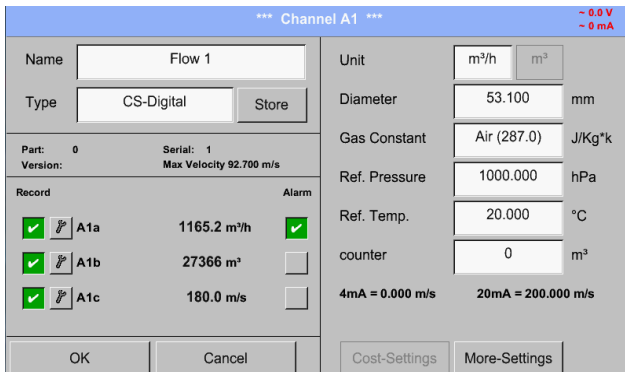 *** Channel A1 ***
~ 0.0 V
~ 0 mA
Name
Flow 1
Type
CS-Digital
Store
Part: 0
Serial: 1
Version:
Max Velocity 92.700 m/s
Record
Alarm
A1a
1165.2 m³/h
A1b
27366 m³
A1c
180.0 m/s
OK
Cancel
Unit
m³/h
m³
Diameter
53.100
mm
Gas Constant
Air (287.0)
J/Kg*k
Ref. Pressure
1000.000
hPa
Ref. Temp.
20.000
°C
counter
0
m³
4mA = 0.000 m/s
20mA = 200.000 m/s
Cost-Settings
More-Settings